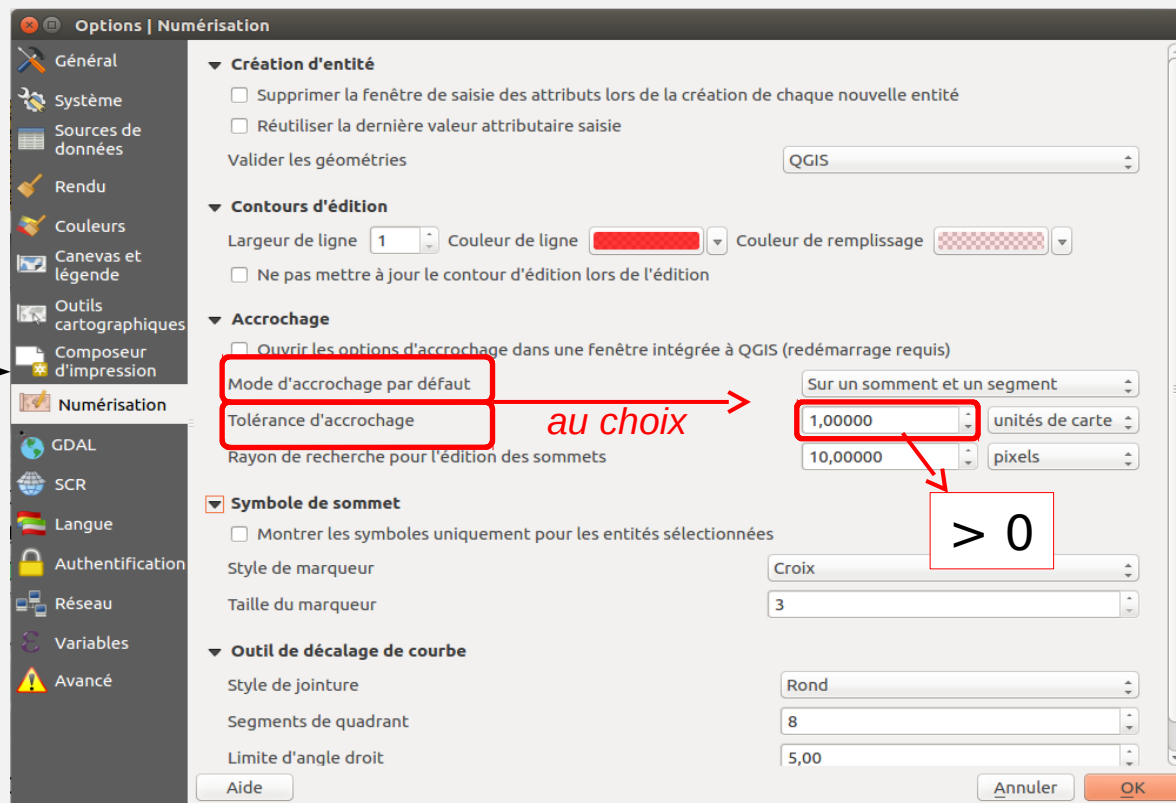 Options | Numérisation
Général
Système
Sources de
données
Rendu
Couleurs
Canevas et
légende
Outils
cartographiques
Composeur
d'impression
Numérisation
GDAL
SCR
Langue
Authentification
Réseau
Variables
Avancé
Création d'entité
Supprimer la fenêtre de saisie des attributs lors de la création de chaque nouvelle entité
Réutiliser la dernière valeur attributaire saisie
Valider les géométries QGIS
Contours d'édition
Largeur de ligne 1 Couleur de ligne Couleur de remplissage
Ne pas mettre à jour le contour d'édition lors de l'édition
Accrochage
Ouvrir les options d'accrochage dans une fenêtre intégrée à QGIS (redémarrage requis)
Mode d'accrochage par défaut Sur un somment et un segment
Tolérance d'accrochage au choix 1,00000 unités de carte
Rayon de recherche pour l'édition des sommets 10,00000 pixels
> 0
Symbole de sommet
Montrer les symboles uniquement pour les entités sélectionnées
Style de marqueur Croix
Taille du marqueur 3
Outil de décalage de courbe
Style de jointure Rond
Segments de quadrant 8
Limite d'angle droit 5,00
Aide Annuler OK